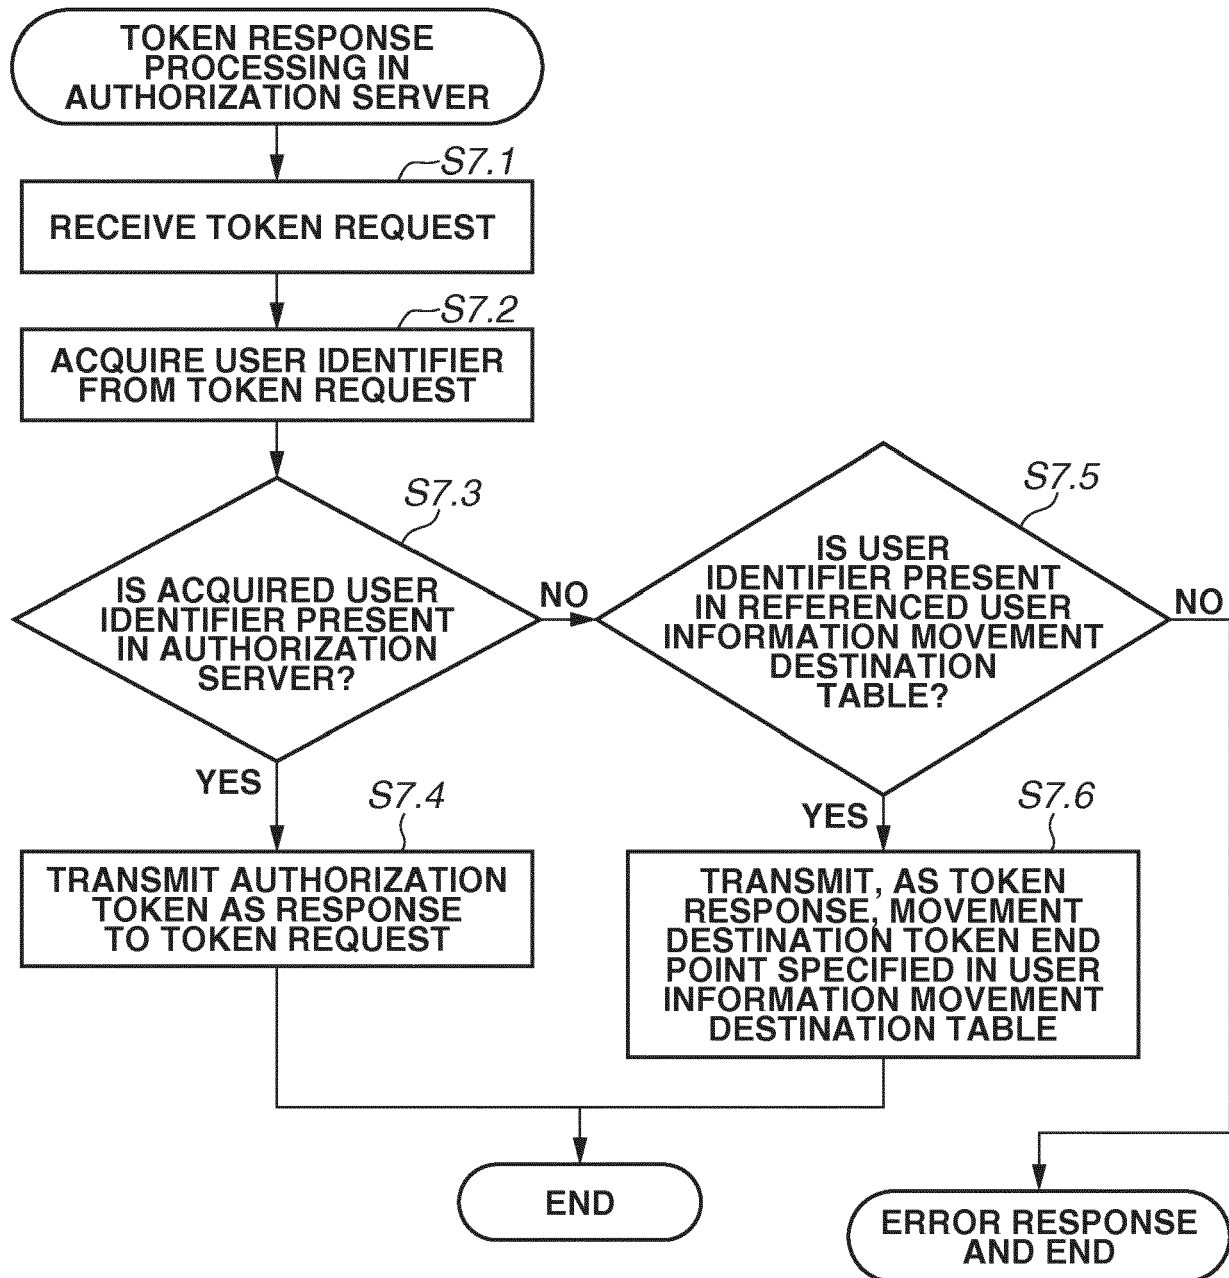 TOKEN RESPONSE
PROCESSING IN
AUTHORIZATION SERVER
S7.1
RECEIVE TOKEN REQUEST
S7.2
ACQUIRE USER IDENTIFIER
FROM TOKEN REQUEST
S7.3
IS ACQUIRED USER
IDENTIFIER PRESENT
IN AUTHORIZATION
SERVER?
NO
YES
S7.5
IS USER
IDENTIFIER PRESENT
IN REFERENCED USER
INFORMATION MOVEMENT
DESTINATION
TABLE?
NO
YES
S7.4
TRANSMIT AUTHORIZATION
TOKEN AS RESPONSE
TO TOKEN REQUEST
S7.6
TRANSMIT, AS TOKEN
RESPONSE, MOVEMENT
DESTINATION TOKEN END
POINT SPECIFIED IN USER
INFORMATION MOVEMENT
DESTINATION TABLE
END
ERROR RESPONSE
AND END